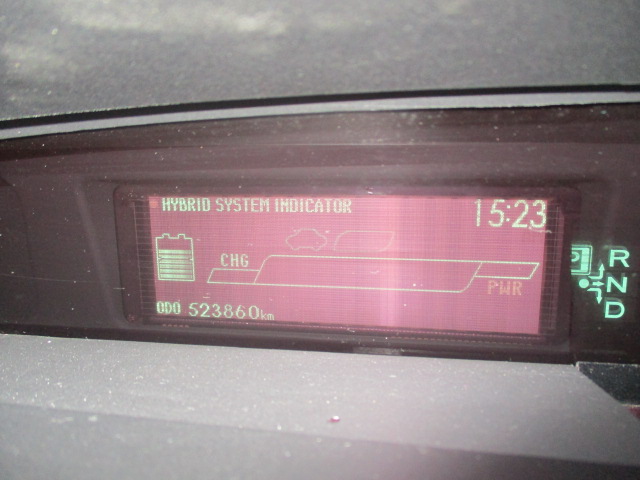 HYBRID SYSTEM INDICATOR 15:23
CHG
PWR
ODO 523860km
P R
N
D